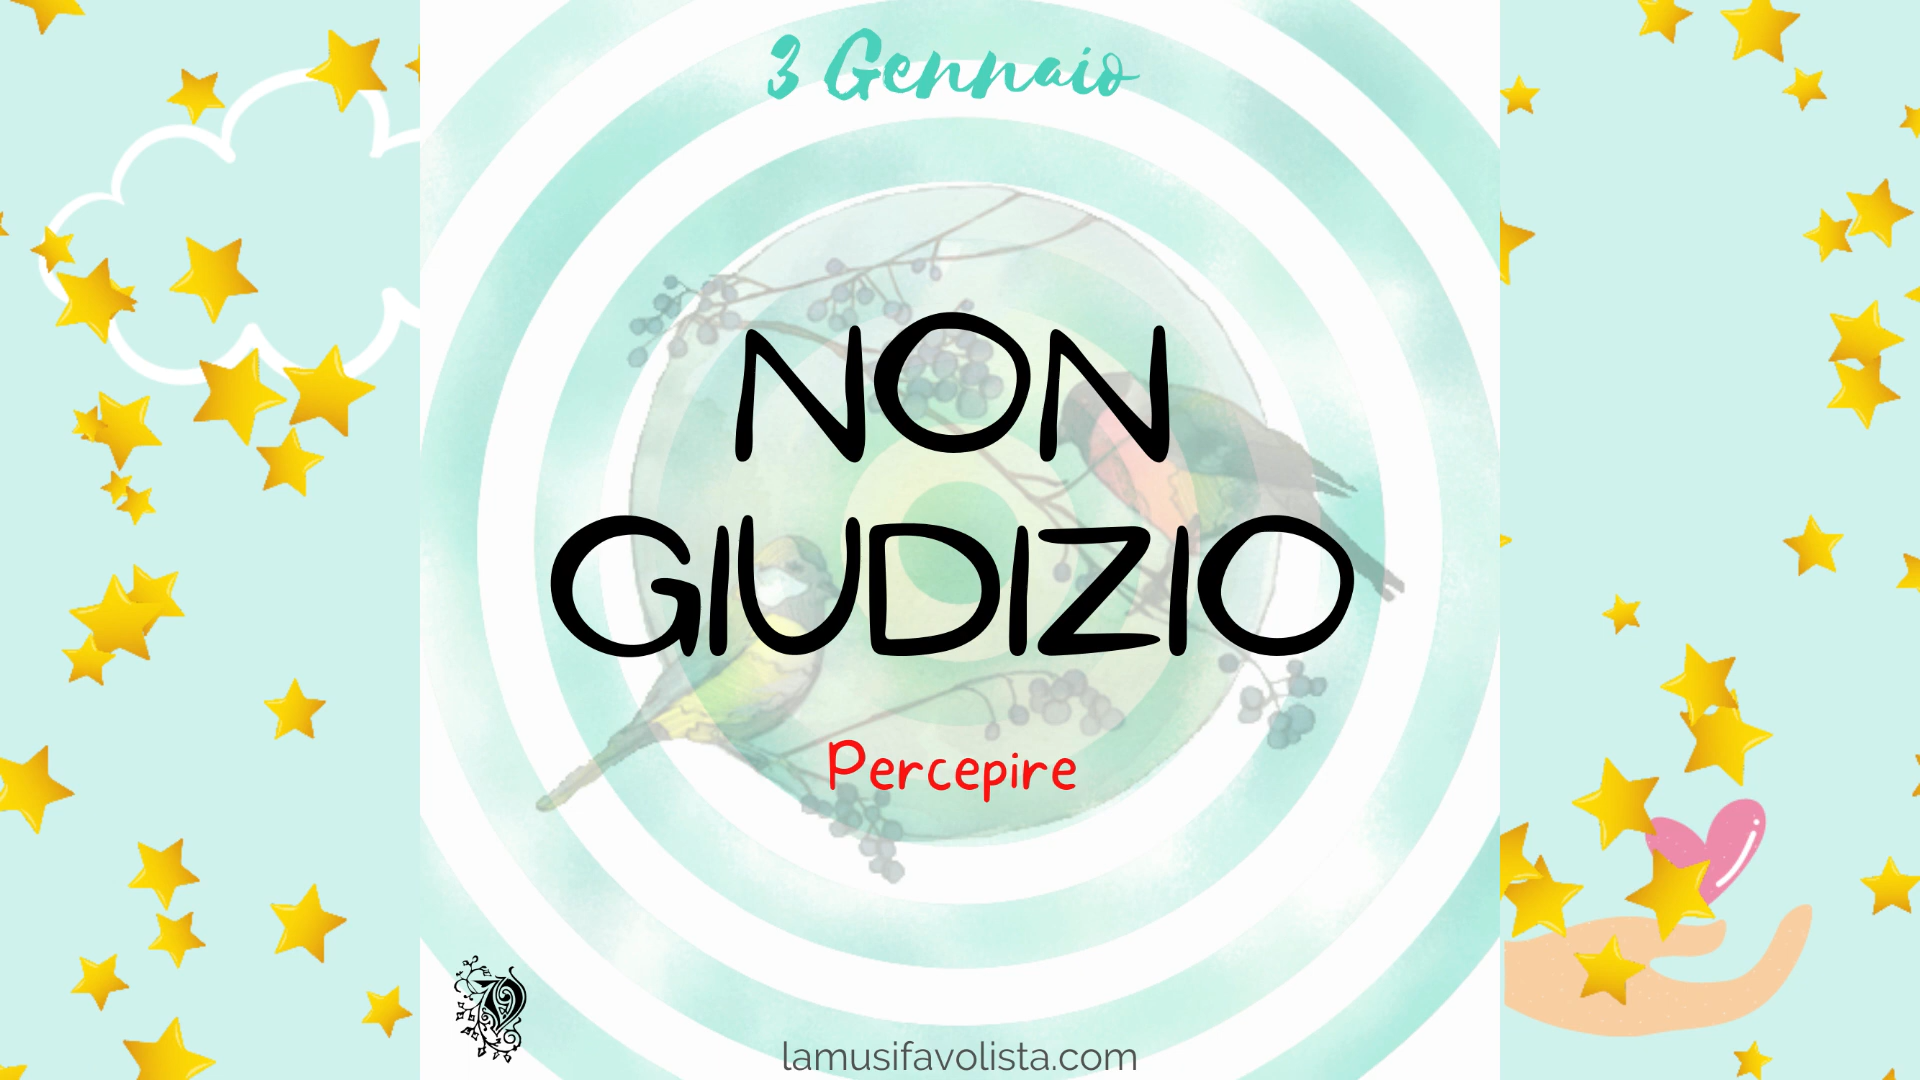 3 Gennaio
NON
GIUDIZIO
Percepire
lamusifavolista.com